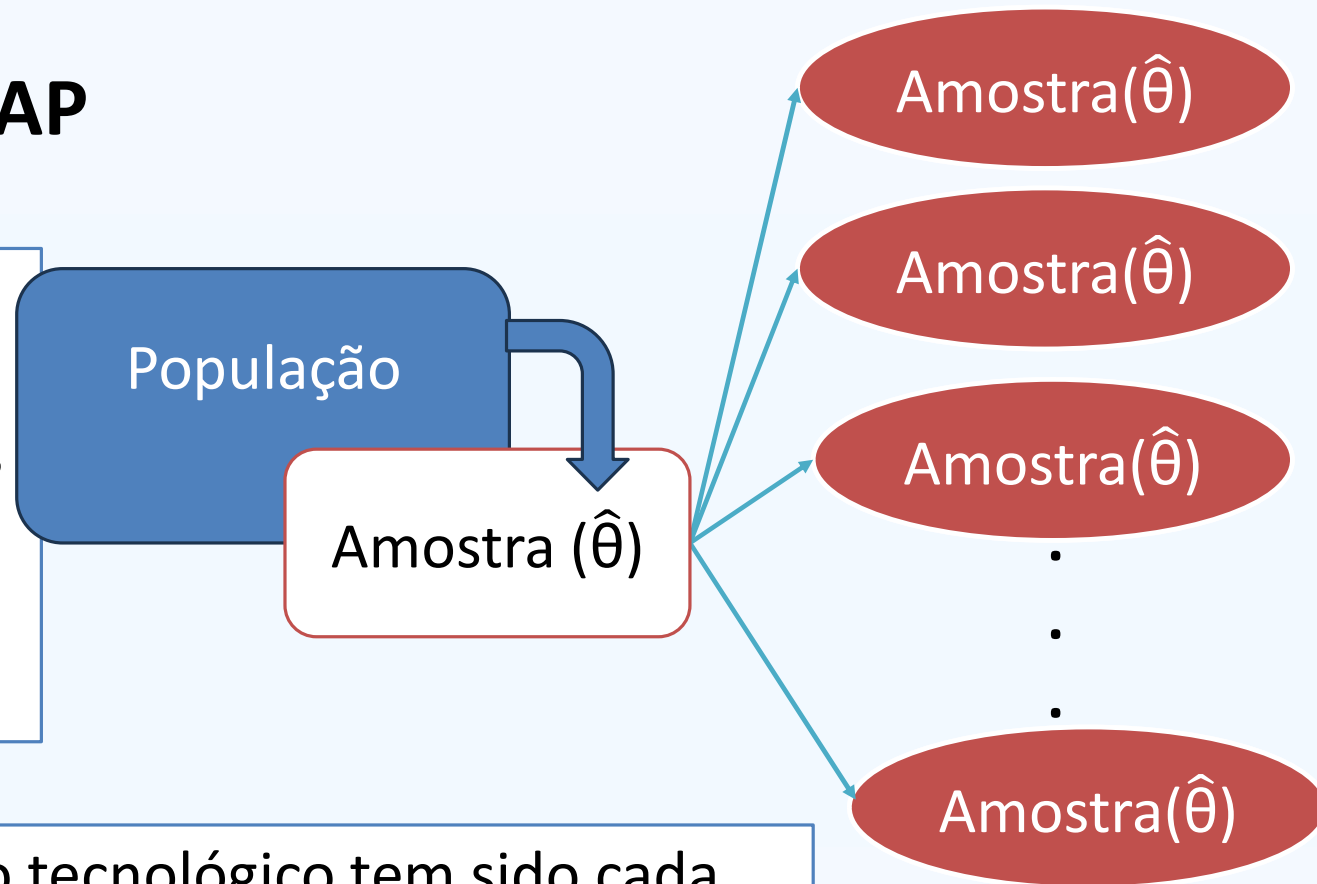 AP
População
Amostra (θ̂)
Amostra(θ̂)
Amostra(θ̂)
Amostra(θ̂)
.
.
.
Amostra(θ̂)
o tecnológico tem sido cada